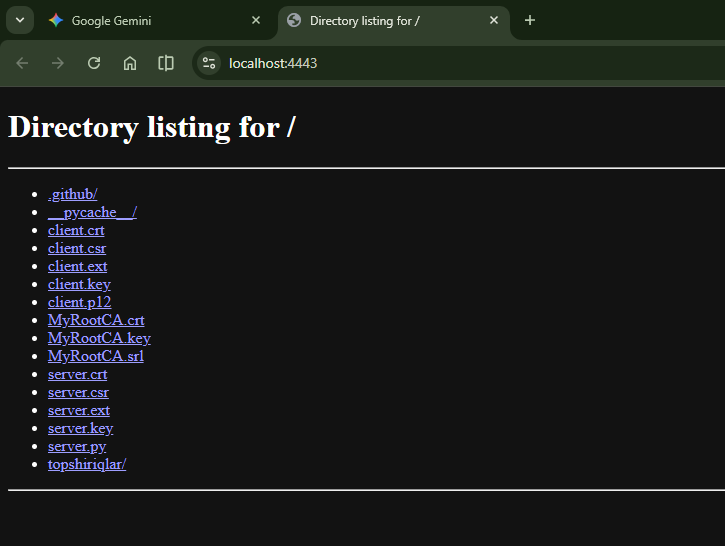 Google Gemini
Directory listing for /
localhost:4443
Directory listing for /
.github/
__pycache__/
client.crt
client.csr
client.ext
client.key
client.p12
MyRootCA.crt
MyRootCA.key
MyRootCA.srl
server.crt
server.csr
server.ext
server.key
server.py
topshiriqlar/